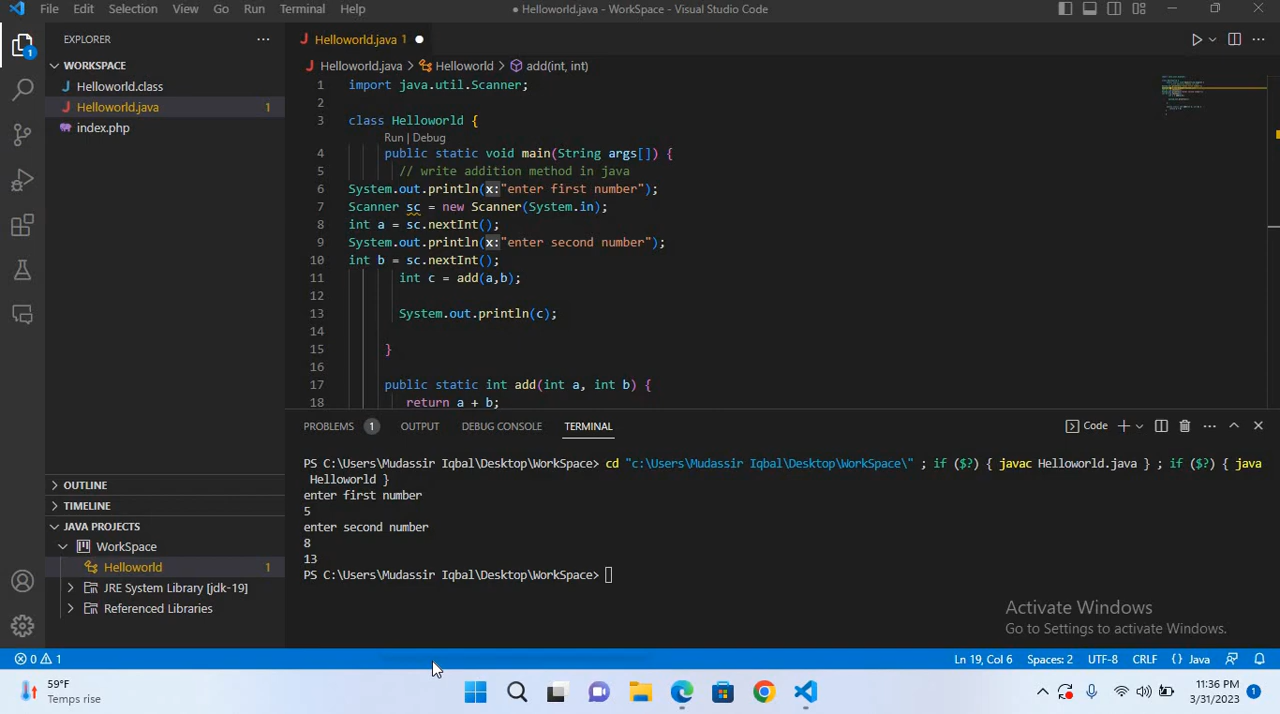 File Edit Selection View Go Run Terminal Help
● Helloworld.java - WorkSpace - Visual Studio Code
EXPLORER
WORKSPACE
Helloworld.class
Helloworld.java 1
index.php
OUTLINE
TIMELINE
JAVA PROJECTS
WorkSpace
Helloworld 1
JRE System Library [jdk-19]
Referenced Libraries
1
Helloworld.java 1 ●
Helloworld.java > Helloworld > add(int, int)
1 import java.util.Scanner;
2
3 class Helloworld {
Run | Debug
4 public static void main(String args[]) {
5 // write addition method in java
6 System.out.println(x:"enter first number");
7 Scanner sc = new Scanner(System.in);
8 int a = sc.nextInt();
9 System.out.println(x:"enter second number");
10 int b = sc.nextInt();
11 int c = add(a,b);
12
13 System.out.println(c);
14
15 }
16
17 public static int add(int a, int b) {
18 return a + b;
PROBLEMS 1 OUTPUT DEBUG CONSOLE TERMINAL
Code
PS C:\Users\Mudassir Iqbal\Desktop\WorkSpace> cd "c:\Users\Mudassir Iqbal\Desktop\WorkSpace\" ; if ($?) { javac Helloworld.java } ; if ($?) { java
Helloworld }
enter first number
5
enter second number
8
13
PS C:\Users\Mudassir Iqbal\Desktop\WorkSpace>
Activate Windows
Go to Settings to activate Windows.
0 1
Ln 19, Col 6 Spaces: 2 UTF-8 CRLF {} Java
59°F
Temps rise
11:36 PM
3/31/2023
1